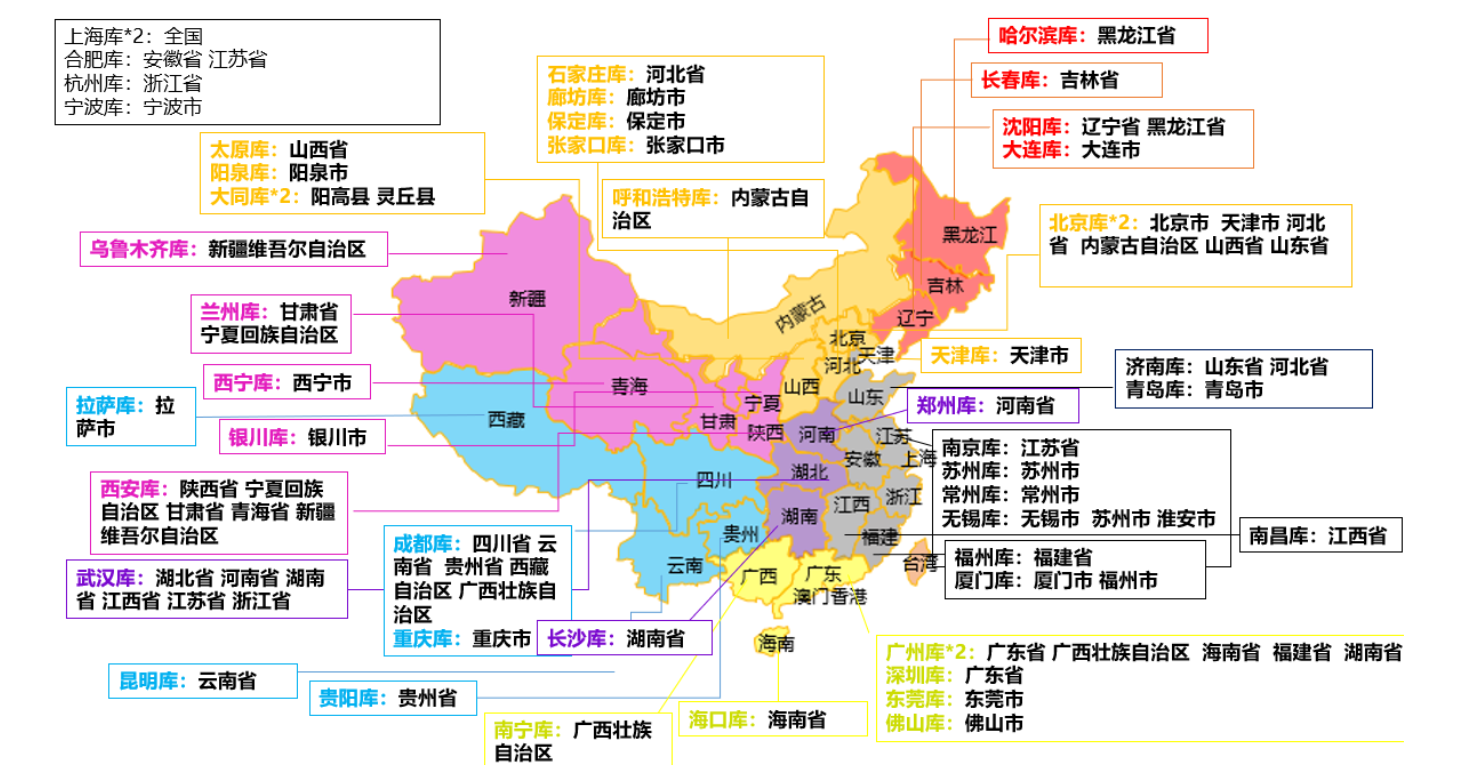 上海库*2：全国
合肥库：安徽省 江苏省
杭州库：浙江省
宁波库：宁波市
哈尔滨库：黑龙江省
长春库：吉林省
沈阳库：辽宁省 黑龙江省
大连库：大连市
石家庄库：河北省
廊坊库：廊坊市
保定库：保定市
张家口库：张家口市
太原库：山西省
阳泉库：阳泉市
大同库*2：阳高县 灵丘县
呼和浩特库：内蒙古自
治区
北京库*2：北京市 天津市 河北
省 内蒙古自治区 山西省 山东省
乌鲁木齐库：新疆维吾尔自治区
兰州库：甘肃省
宁夏回族自治区
西宁库：西宁市
拉萨库：拉
萨市
银川库：银川市
天津库：天津市
济南库：山东省 河北省
青岛库：青岛市
郑州库：河南省
南京库：江苏省
苏州库：苏州市
常州库：常州市
无锡库：无锡市 苏州市 淮安市
西安库：陕西省 宁夏回族
自治区 甘肃省 青海省 新疆
维吾尔自治区
南昌库：江西省
福州库：福建省
厦门库：厦门市 福州市
武汉库：湖北省 河南省 湖南
省 江西省 江苏省 浙江省
成都库：四川省 云
南省 贵州省 西藏
自治区 广西壮族自
治区
重庆库：重庆市
长沙库：湖南省
昆明库：云南省
贵阳库：贵州省
广州库*2：广东省 广西壮族自治区 海南省 福建省 湖南省
深圳库：广东省
东莞库：东莞市
佛山库：佛山市
南宁库：广西壮族
自治区
海口库：海南省
黑龙江
吉林
辽宁
内蒙古
新疆
北京
天津
河北
山西
山东
青海
宁夏
甘肃
陕西
河南
江苏
西藏
安徽
上海
四川
湖北
浙江
江西
湖南
贵州
福建
云南
广西
广东
台湾
澳门香港
海南